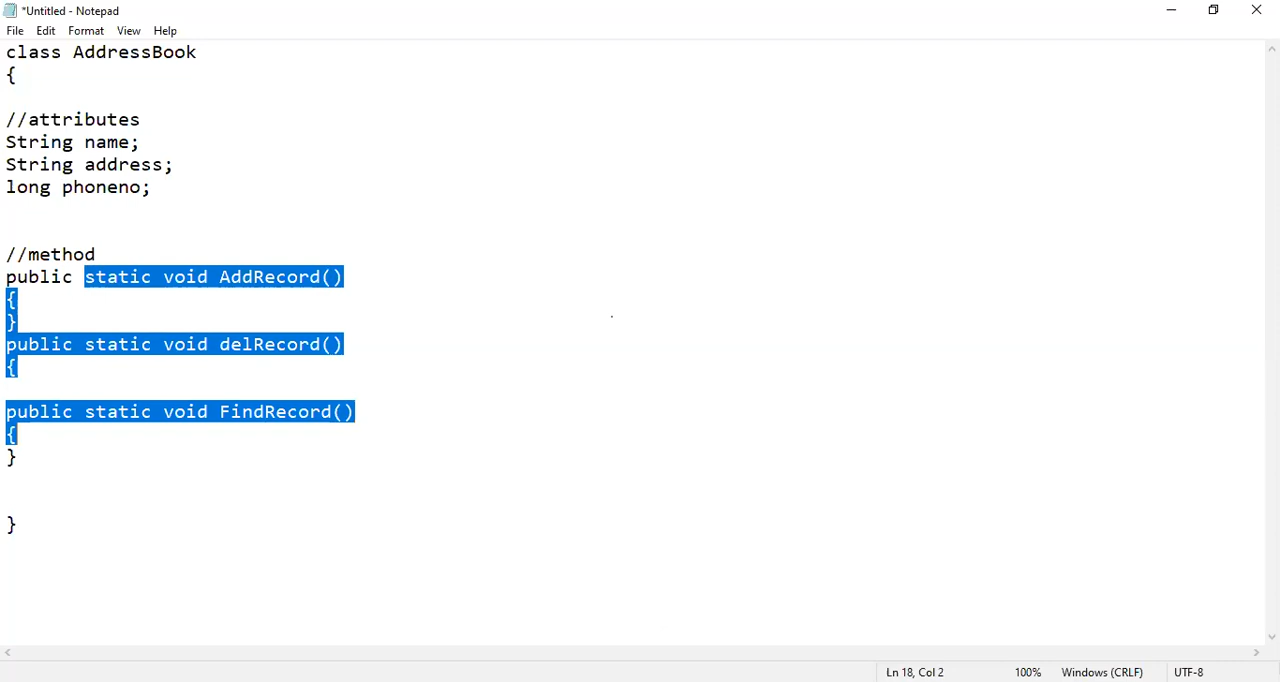 *Untitled - Notepad
File Edit Format View Help
class AddressBook
{
//attributes
String name;
String address;
long phoneno;
//method
public static void AddRecord()
{
}
public static void delRecord()
{
public static void FindRecord()
{
}
}
Ln 18, Col 2 100% Windows (CRLF) UTF-8